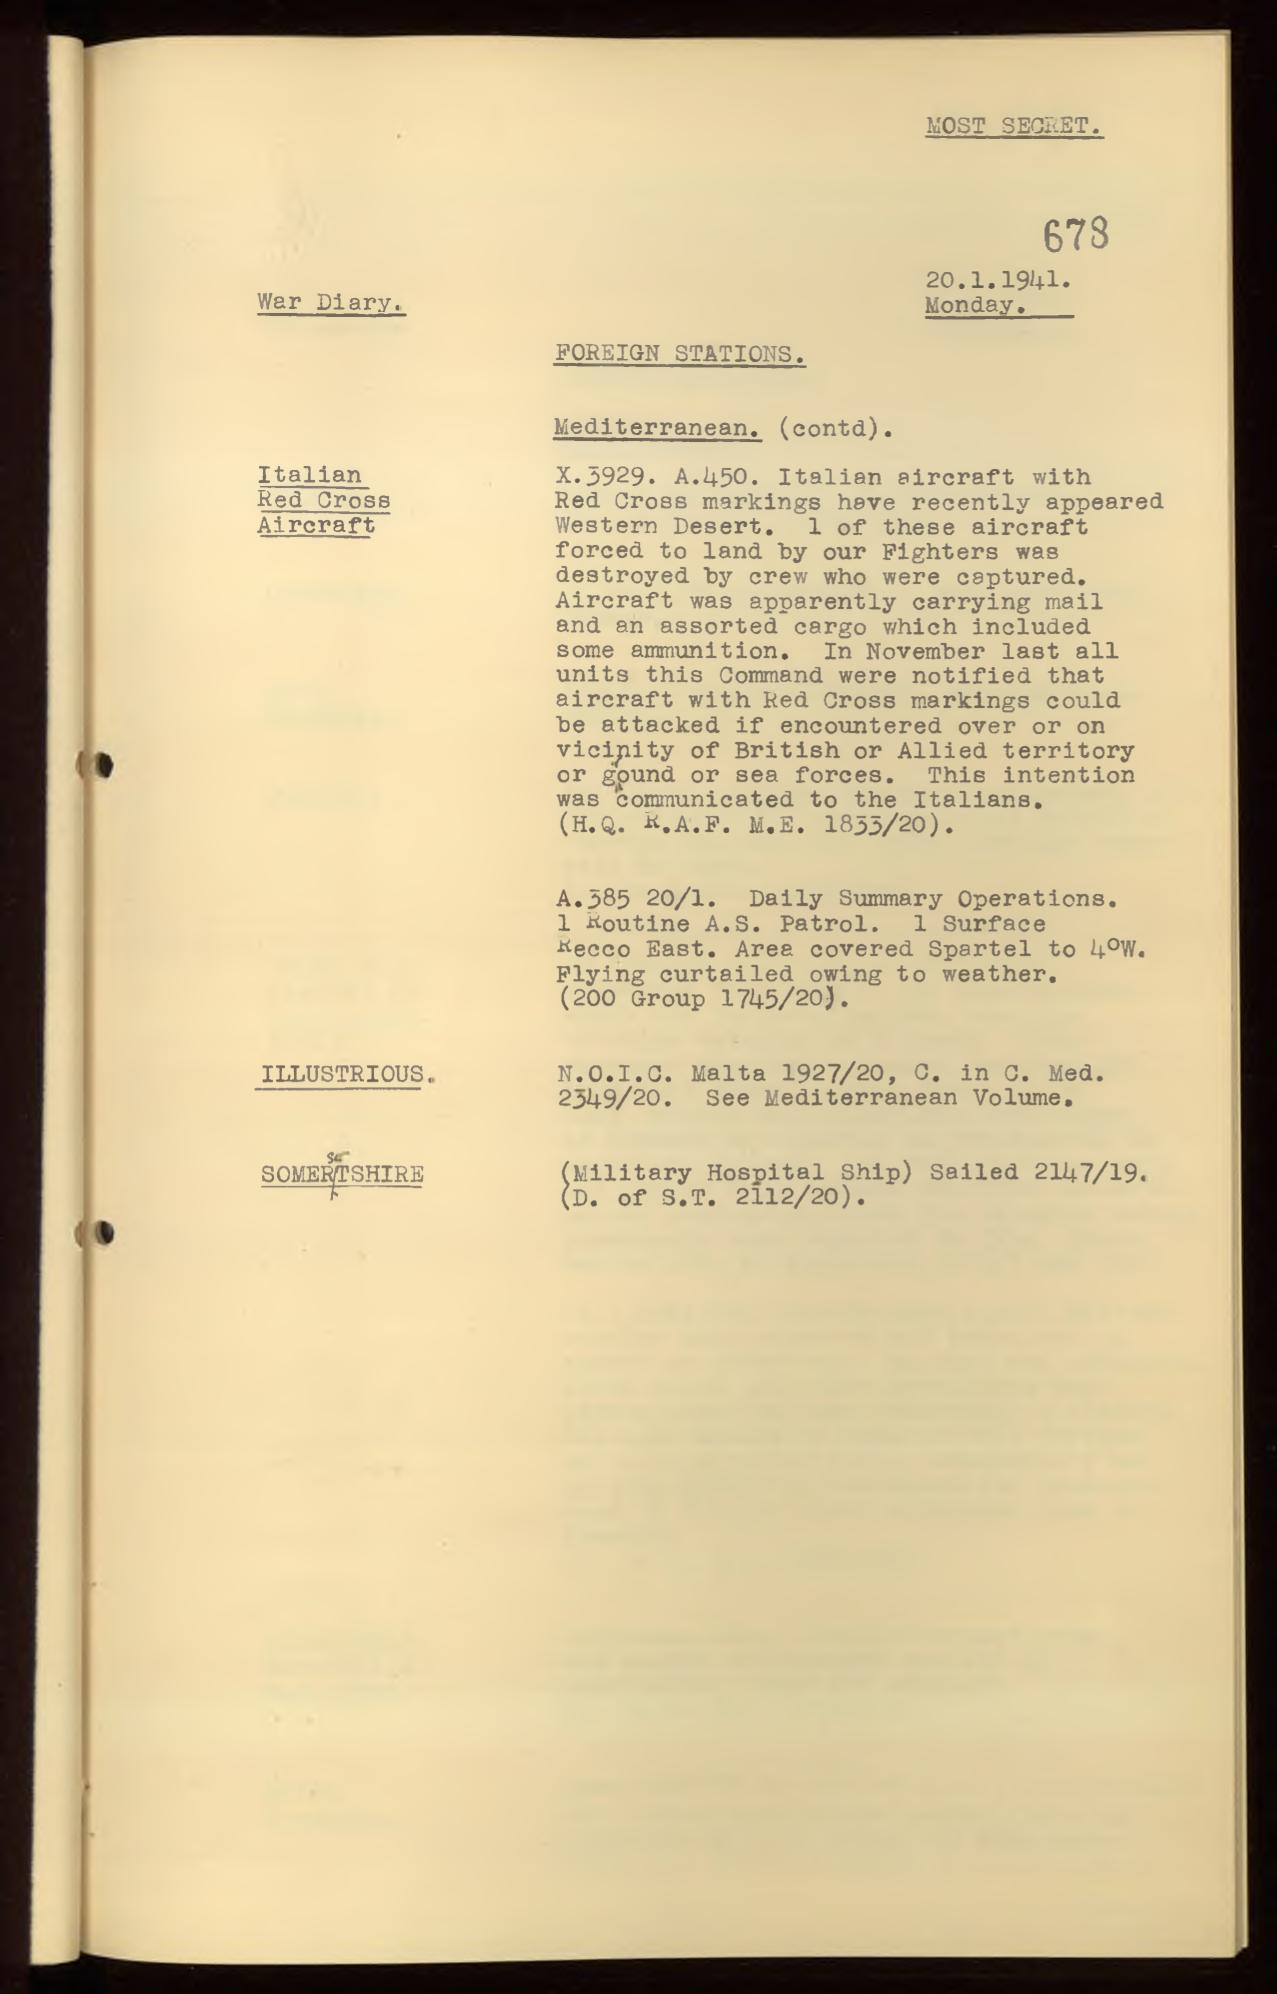 MOST SECRET.
678
20.1.1941.
War Diary.
Monday.
FOREIGN STATIONS.
Mediterranean. (contd).
Italian
Red Cross
Aircraft
X.3929. A.450. Italian aircraft with
Red Cross markings have recently appeared
Western Desert. 1 of these aircraft
forced to land by our Fighters was
destroyed by crew who were captured.
Aircraft was apparently carrying mail
and an assorted cargo which included
some ammunition. In November last all
units this Command were notified that
aircraft with Red Cross markings could
be attacked if encountered over or on
vicinity of British or Allied territory
or ground or sea forces. This intention
was communicated to the Italians.
(H.Q. R.A.F. M.E. 1833/20).
A.385 20/1. Daily Summary Operations.
1 Routine A.S. Patrol. 1 Surface
Recco East. Area covered Spartel to 4°W.
Flying curtailed owing to weather.
(200 Group 1745/20).
ILLUSTRIOUS.
N.O.I.C. Malta 1927/20, C. in C. Med.
2349/20. See Mediterranean Volume.
se
SOMERTSHIRE
(Military Hospital Ship) Sailed 2147/19.
(D. of S.T. 2112/20).